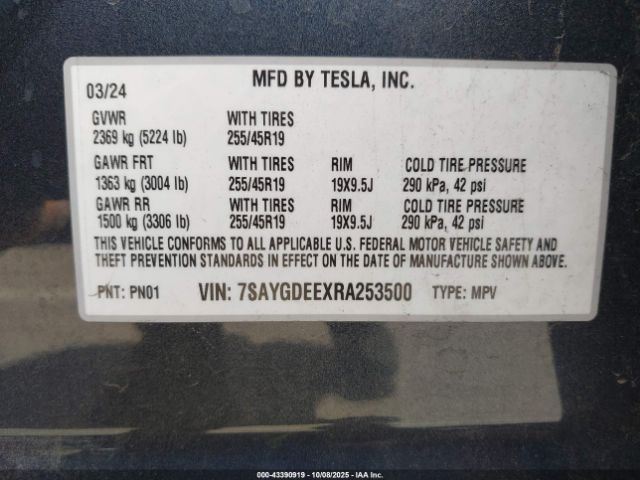 03/24 MFD BY TESLA, INC.
GVWR WITH TIRES
2369 kg (5224 lb) 255/45R19
GAWR FRT WITH TIRES RIM COLD TIRE PRESSURE
1363 kg (3004 lb) 255/45R19 19X9.5J 290 kPa, 42 psi
GAWR RR WITH TIRES RIM COLD TIRE PRESSURE
1500 kg (3306 lb) 255/45R19 19X9.5J 290 kPa, 42 psi
THIS VEHICLE CONFORMS TO ALL APPLICABLE U.S. FEDERAL MOTOR VEHICLE SAFETY AND
THEFT PREVENTION STANDARDS IN EFFECT ON THE DATE OF MANUFACTURE SHOWN ABOVE.
PNT: PN01 VIN: 7SAYGDEEXRA253500 TYPE: MPV
000-43390919 - 10/08/2025 - IAA